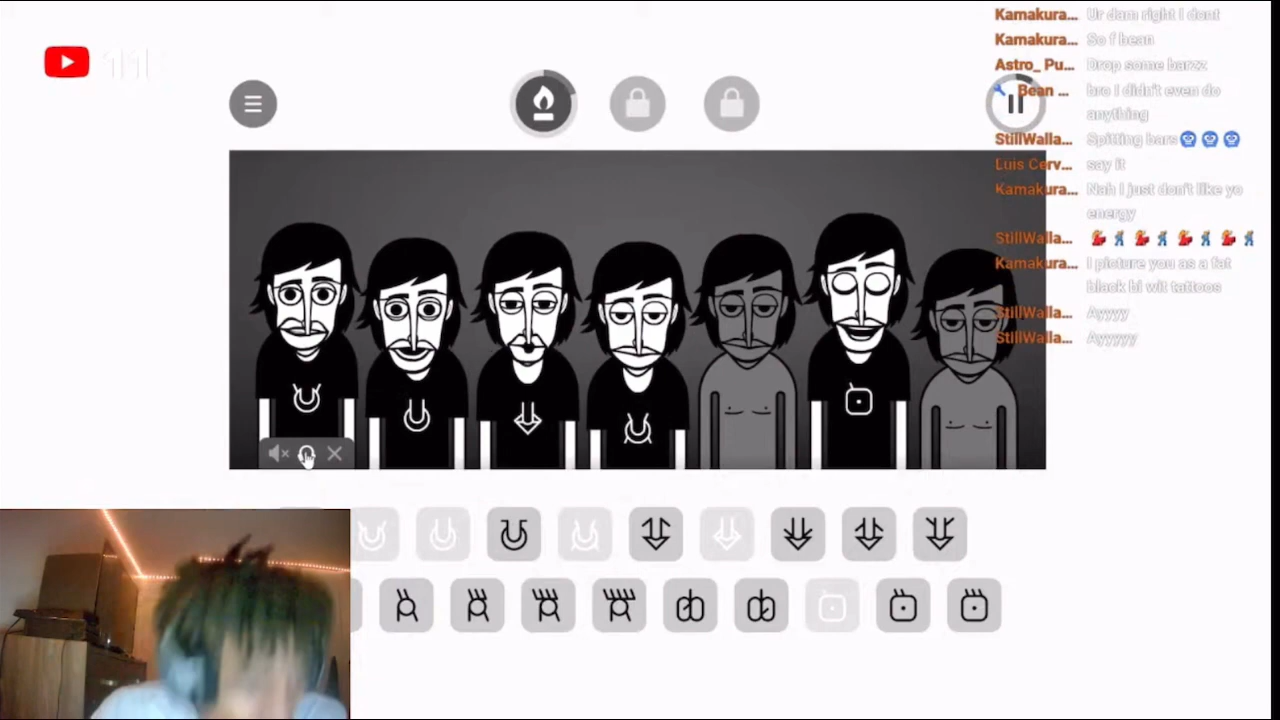 11
Kamakura... Ur dam right I dont
Kamakura... So f bean
Astro_ Pu... Drop some barzz
Bean ... bro I didn't even do
anything
StillWalla... Spitting bars
Luis Cerv... say it
Kamakura... Nah I just don't like yo
energy
StillWalla...
Kamakura... I picture you as a fat
black bi wit tattoos
StillWalla... Ayyyy
StillWalla... Ayyyyy